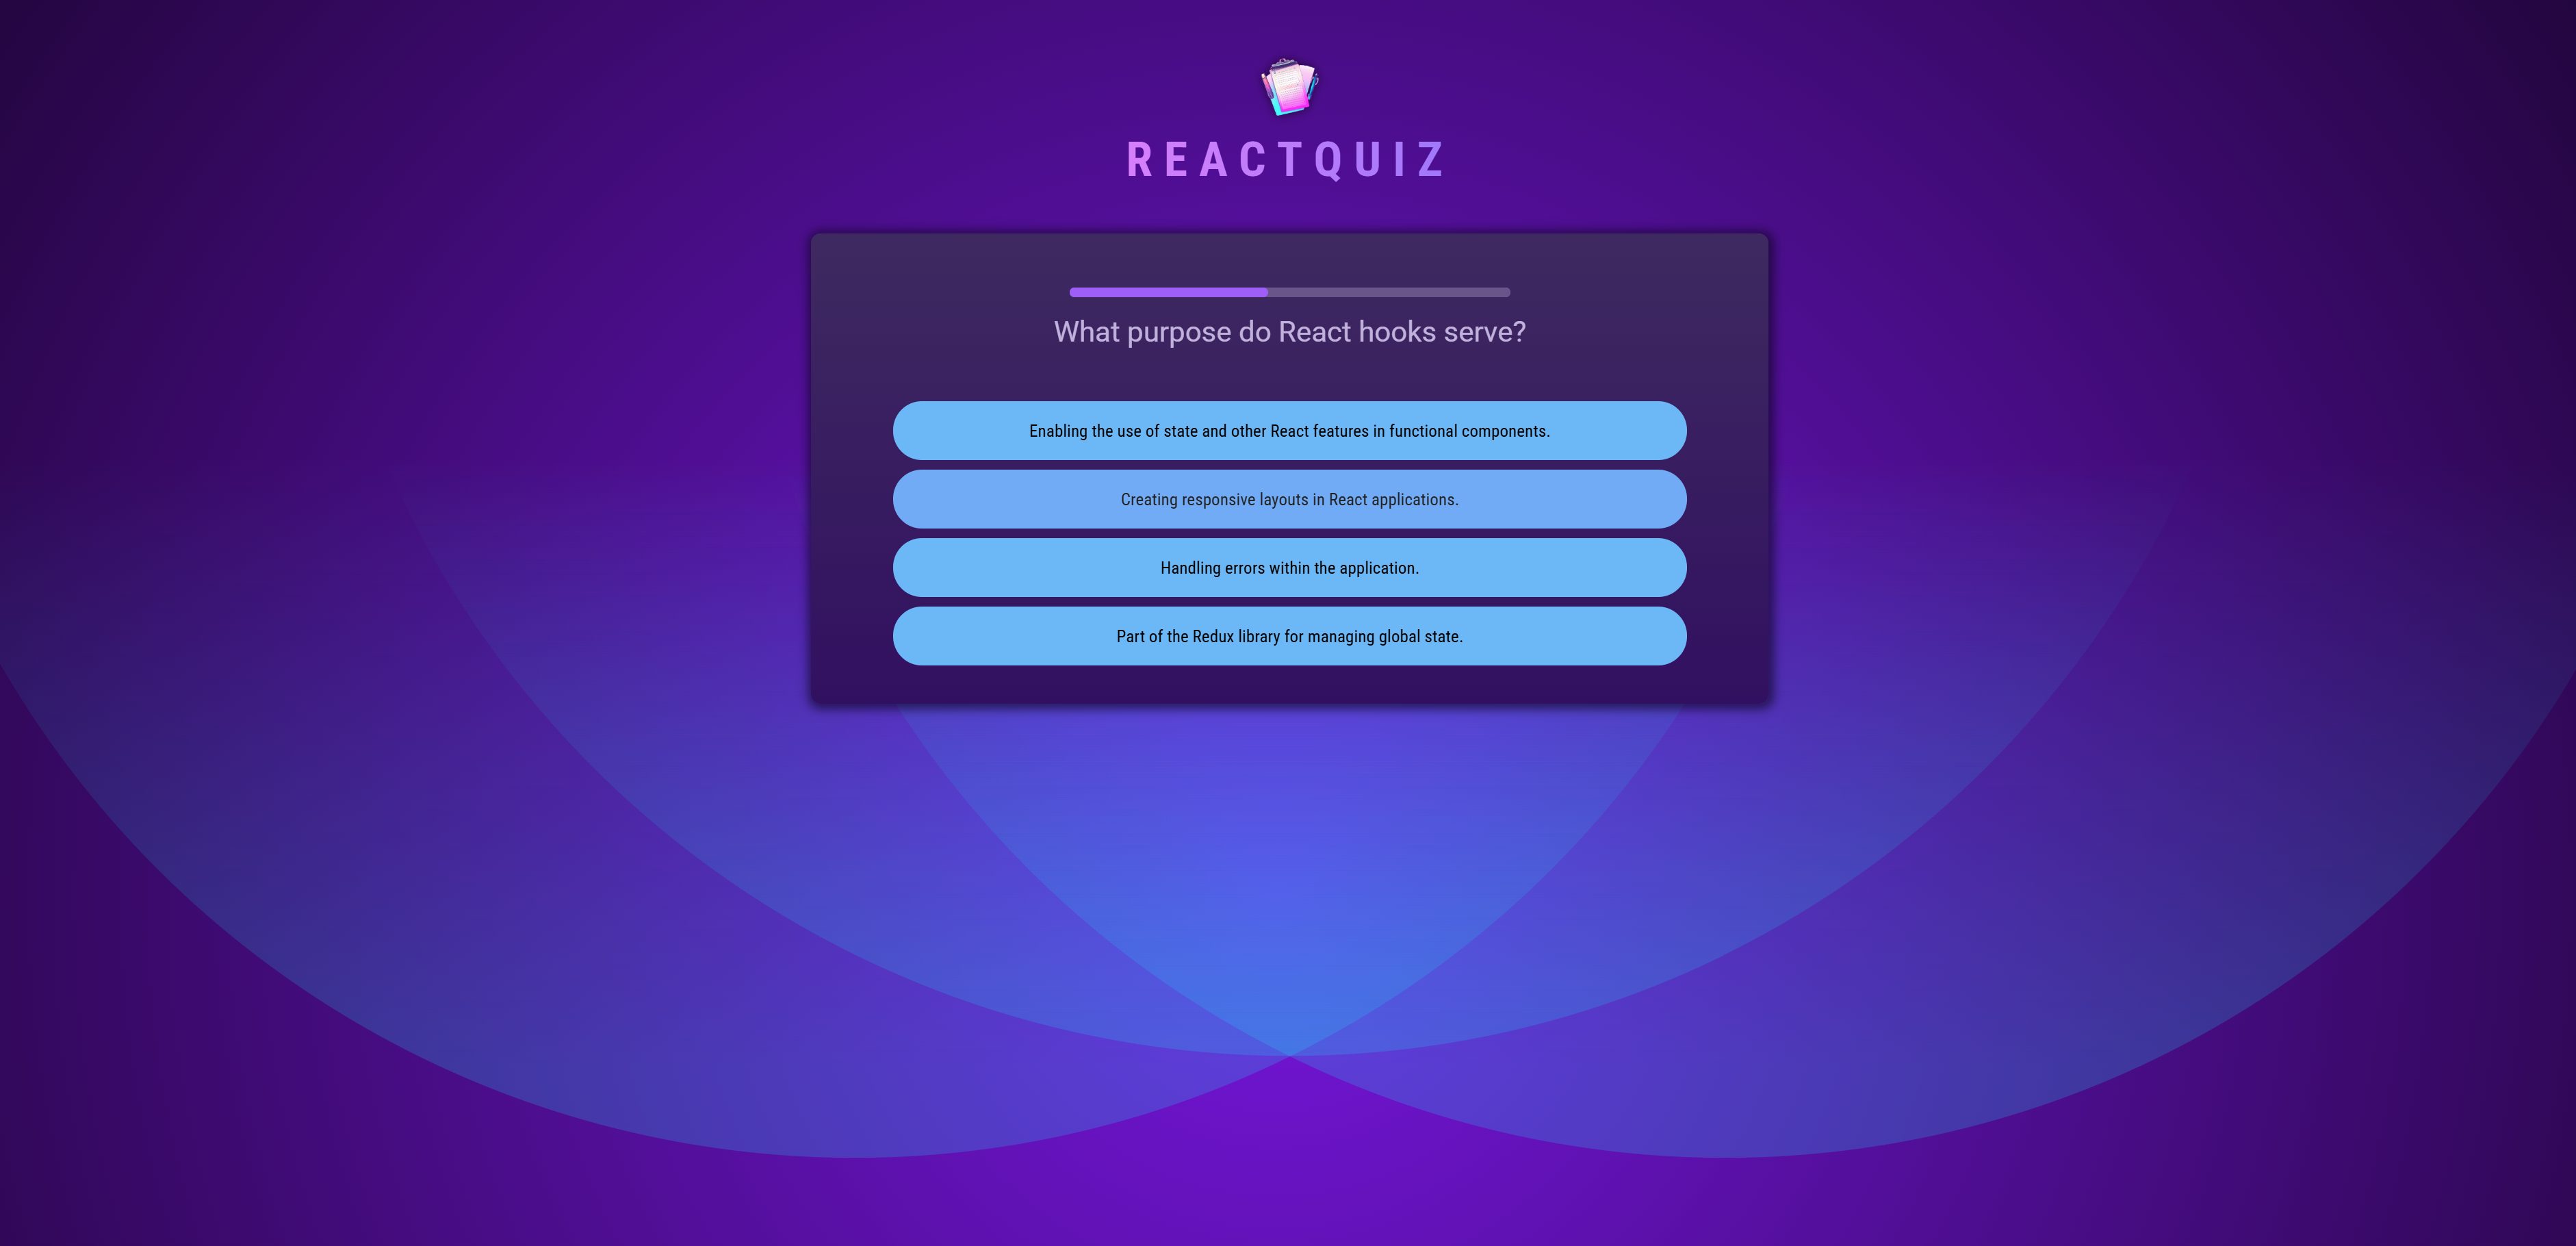 REACTQUIZ
What purpose do React hooks serve?
Enabling the use of state and other React features in functional components.
Creating responsive layouts in React applications.
Handling errors within the application.
Part of the Redux library for managing global state.